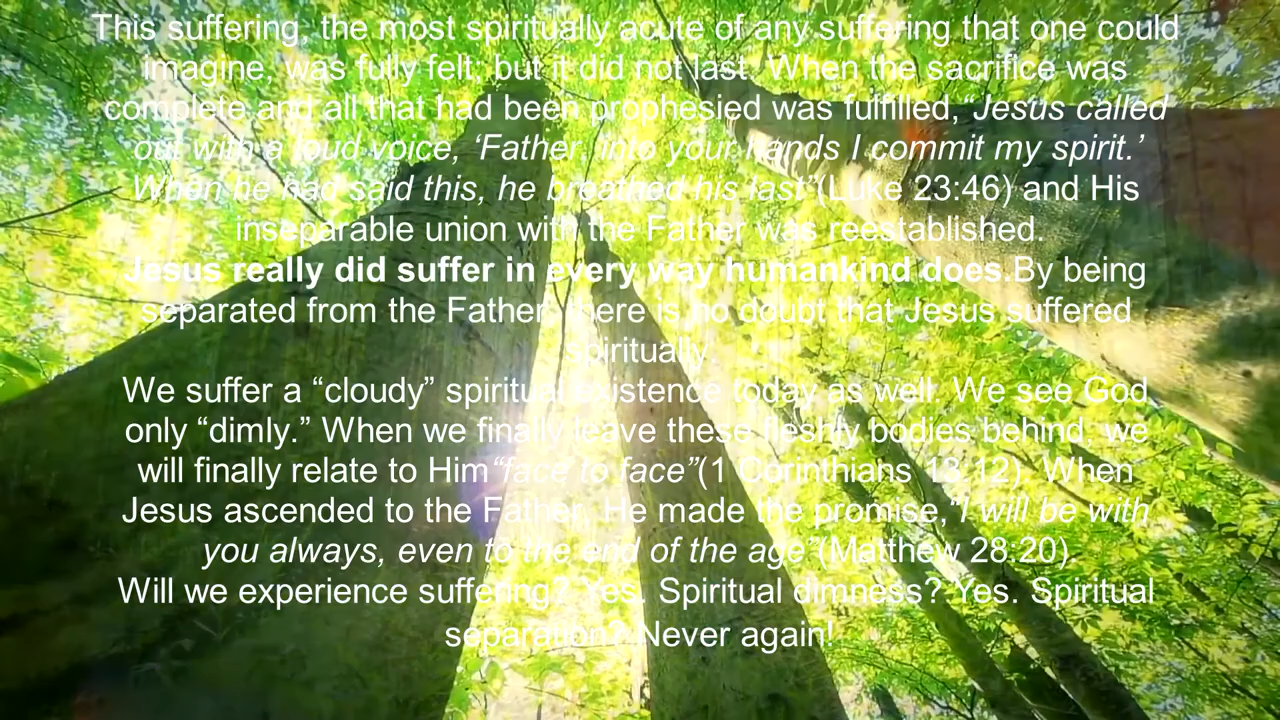 This suffering, the most spiritually acute of any suffering that one could
imagine, was fully felt; but it did not last. When the sacrifice was
complete and all that had been prophesied was fulfilled,“Jesus called
out with a loud voice, ‘Father, into your hands I commit my spirit.’
When he had said this, he breathed his last”(Luke 23:46) and His
inseparable union with the Father was reestablished.
Jesus really did suffer in every way humankind does.By being
separated from the Father, there is no doubt that Jesus suffered
spiritually.
We suffer a “cloudy” spiritual existence today as well. We see God
only “dimly.” When we finally leave these fleshly bodies behind, we
will finally relate to Him“face to face”(1 Corinthians 13:12). When
Jesus ascended to the Father, He made the promise,“I will be with
you always, even to the end of the age”(Matthew 28:20).
Will we experience suffering? Yes. Spiritual dimness? Yes. Spiritual
separation? Never again!